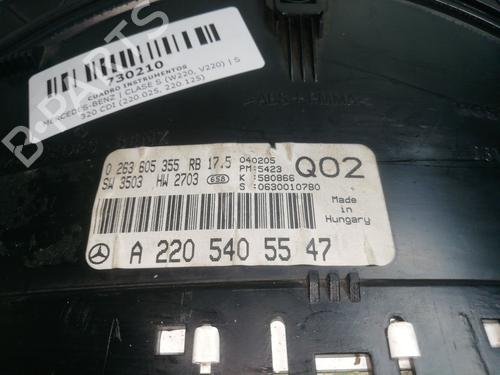 B-PARTS
730210
CUADRO INSTRUMENTOS
MERCEDES-BENZ | CLASE S (W220, V220) | S
320 CDI (220.025, 220.125)
0 263 605 355 RB 17.5 040205 Q02
SW 3503 HW 2703 658 PM:5423
K :580866
S :0630010780
Made
in
Hungary
A 220 540 55 47